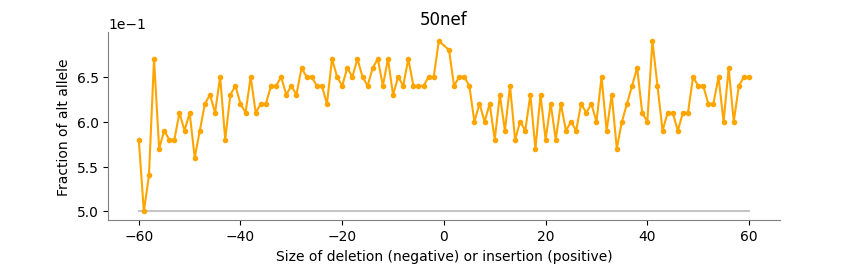 50nef
1e−1
6.5
6.0
5.5
5.0
Fraction of alt allele
−60 −40 −20 0 20 40 60
Size of deletion (negative) or insertion (positive)